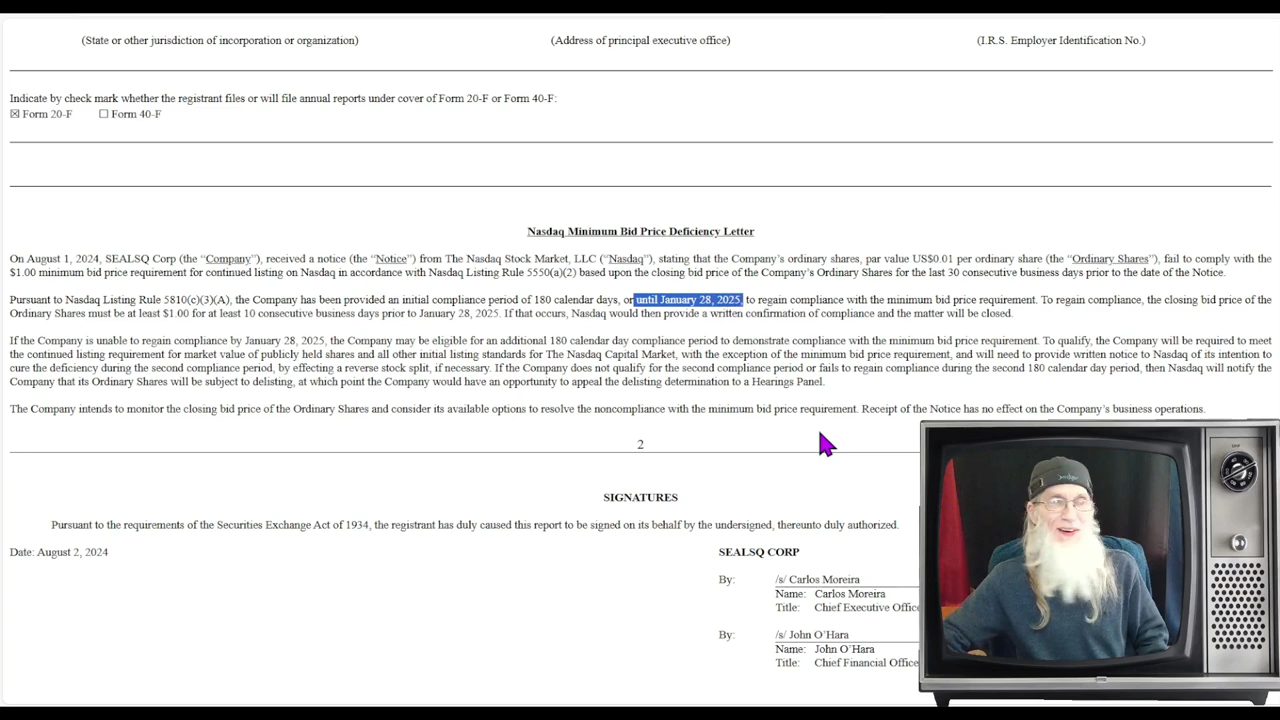 (State or other jurisdiction of incorporation or organization) (Address of principal executive office) (I.R.S. Employer Identification No.)
Indicate by check mark whether the registrant files or will file annual reports under cover of Form 20-F or Form 40-F:
☒ Form 20-F ☐ Form 40-F
Nasdaq Minimum Bid Price Deficiency Letter
On August 1, 2024, SEALSQ Corp (the “Company”), received a notice (the “Notice”) from The Nasdaq Stock Market, LLC (“Nasdaq”), stating that the Company’s ordinary shares, par value US$0.01 per ordinary share (the “Ordinary Shares”), fail to comply with the
$1.00 minimum bid price requirement for continued listing on Nasdaq in accordance with Nasdaq Listing Rule 5550(a)(2) based upon the closing bid price of the Company’s Ordinary Shares for the last 30 consecutive business days prior to the date of the Notice.
Pursuant to Nasdaq Listing Rule 5810(c)(3)(A), the Company has been provided an initial compliance period of 180 calendar days, or until January 28, 2025, to regain compliance with the minimum bid price requirement. To regain compliance, the closing bid price of the
Ordinary Shares must be at least $1.00 for at least 10 consecutive business days prior to January 28, 2025. If that occurs, Nasdaq would then provide a written confirmation of compliance and the matter will be closed.
If the Company is unable to regain compliance by January 28, 2025, the Company may be eligible for an additional 180 calendar day compliance period to demonstrate compliance with the minimum bid price requirement. To qualify, the Company will be required to meet
the continued listing requirement for market value of publicly held shares and all other initial listing standards for The Nasdaq Capital Market, with the exception of the minimum bid price requirement, and will need to provide written notice to Nasdaq of its intention to
cure the deficiency during the second compliance period, by effecting a reverse stock split, if necessary. If the Company does not qualify for the second compliance period or fails to regain compliance during the second 180 calendar day period, then Nasdaq will notify the
Company that its Ordinary Shares will be subject to delisting, at which point the Company would have an opportunity to appeal the delisting determination to a Hearings Panel.
The Company intends to monitor the closing bid price of the Ordinary Shares and consider its available options to resolve the noncompliance with the minimum bid price requirement. Receipt of the Notice has no effect on the Company’s business operations.
2
SIGNATURES
Pursuant to the requirements of the Securities Exchange Act of 1934, the registrant has duly caused this report to be signed on its behalf by the undersigned, thereunto duly authorized.
Date: August 2, 2024 SEALSQ CORP
By: /s/ Carlos Moreira
Name: Carlos Moreira
Title: Chief Executive Office
By: /s/ John O’Hara
Name: John O’Hara
Title: Chief Financial Office